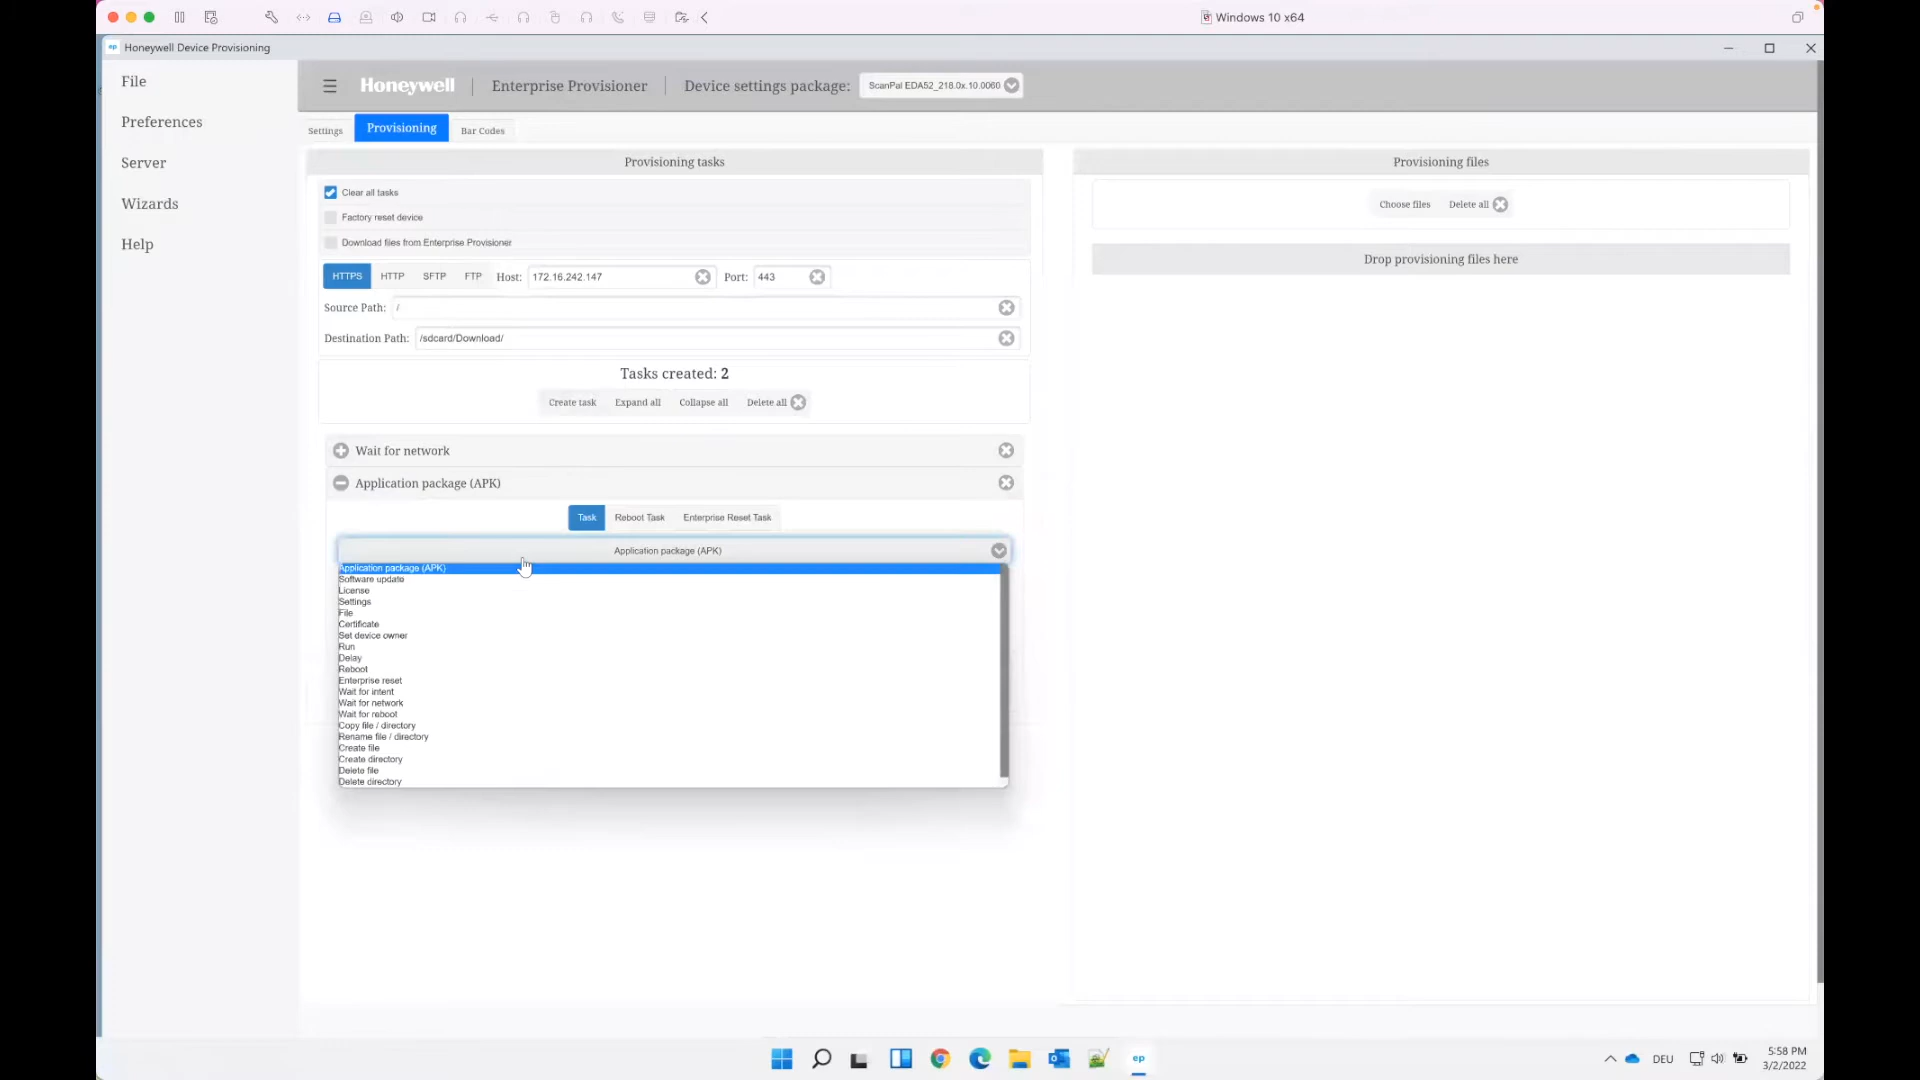 Windows 10 x64
ep Honeywell Device Provisioning
File
Preferences
Server
Wizards
Help
Honeywell Enterprise Provisioner Device settings package: ScanPal EDA52_218.0x.10.0060
Settings Provisioning Bar Codes
Provisioning tasks
Clear all tasks
Factory reset device
Download files from Enterprise Provisioner
HTTPS HTTP SFTP FTP Host: 172.16.242.147 Port: 443
Source Path: /
Destination Path: /sdcard/Download/
Tasks created: 2
Create task Expand all Collapse all Delete all
Wait for network
Application package (APK)
Task Reboot Task Enterprise Reset Task
Application package (APK)
Application package (APK)
Software update
License
Settings
File
Certificate
Set device owner
Run
Delay
Reboot
Enterprise reset
Wait for intent
Wait for network
Wait for reboot
Copy file / directory
Rename file / directory
Create file
Create directory
Delete file
Delete directory
Provisioning files
Choose files Delete all
Drop provisioning files here
ep
DEU
5:58 PM
3/2/2022